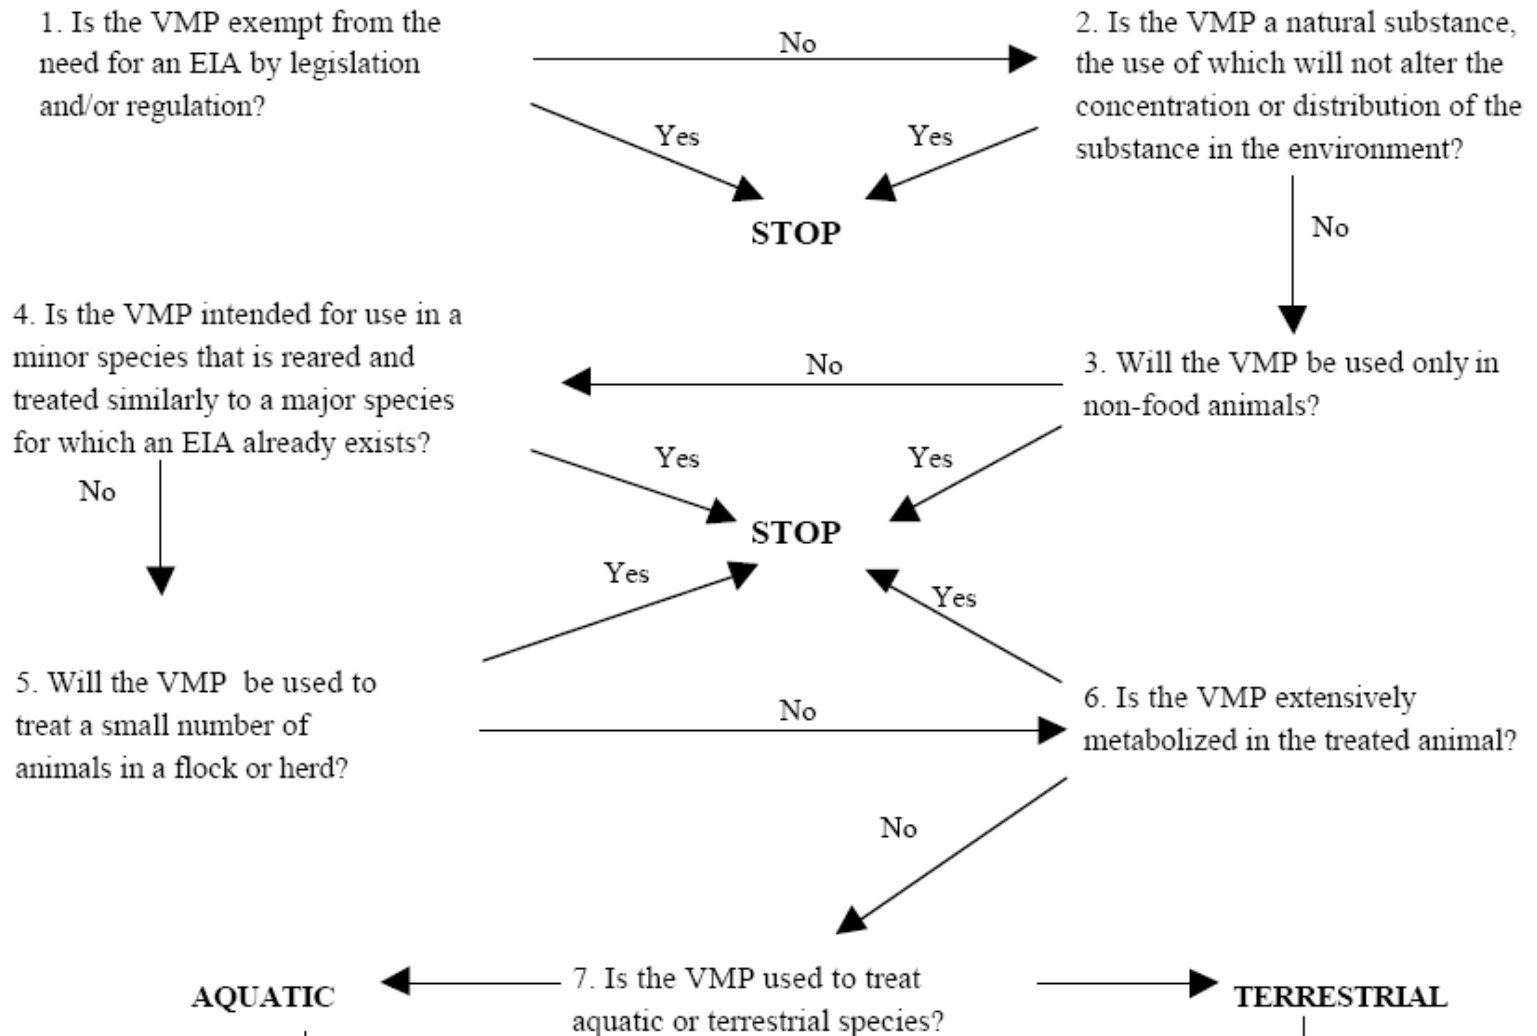 1. Is the VMP exempt from the
need for an EIA by legislation
and/or regulation?
No
Yes
2. Is the VMP a natural substance,
the use of which will not alter the
concentration or distribution of the
substance in the environment?
Yes
No
STOP
3. Will the VMP be used only in
non-food animals?
No
Yes
4. Is the VMP intended for use in a
minor species that is reared and
treated similarly to a major species
for which an EIA already exists?
Yes
No
STOP
5. Will the VMP be used to
treat a small number of
animals in a flock or herd?
Yes
No
6. Is the VMP extensively
metabolized in the treated animal?
Yes
No
7. Is the VMP used to treat
aquatic or terrestrial species?
AQUATIC
TERRESTRIAL